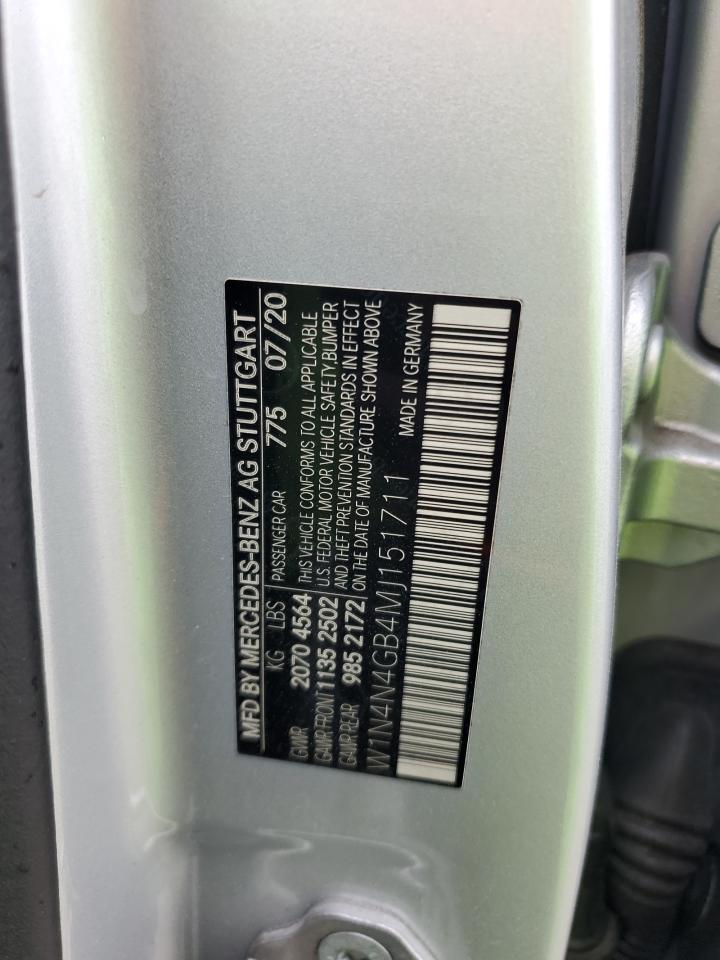 MFD BY MERCEDES-BENZ AG STUTTGART
KG LBS PASSENGER CAR 775 07/20
GVWR 2070 4564 THIS VEHICLE CONFORMS TO ALL APPLICABLE
GAWR FRONT 1135 2502 U.S. FEDERAL MOTOR VEHICLE SAFETY, BUMPER
GAWR REAR 985 2172 AND THEFT PREVENTION STANDARDS IN EFFECT
ON THE DATE OF MANUFACTURE SHOWN ABOVE
W1N4N4GB4MJ151711 MADE IN GERMANY